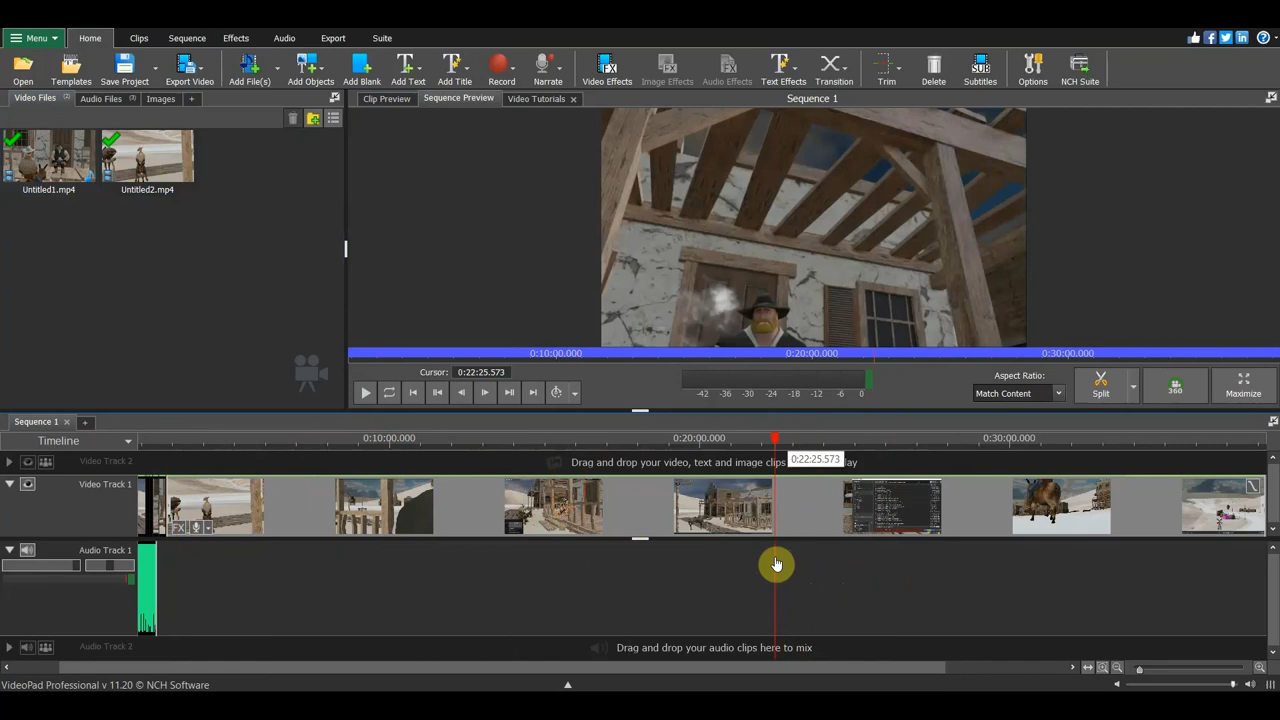 Menu Home Clips Sequence Effects Audio Export Suite
Open Templates Save Project Export Video Add File(s) Add Objects Add Blank Add Text Add Title Record Narrate Video Effects Image Effects Audio Effects Text Effects Transition Trim Delete Subtitles Options NCH Suite
Video Files Audio Files Images + Clip Preview Sequence Preview Video Tutorials Sequence 1
Untitled1.mp4 Untitled2.mp4
0:10:00.000 0:20:00.000 0:30:00.000
Cursor: 0:22:25.573
Aspect Ratio:
Match Content
-42 -36 -30 -24 -18 -12 -6 0
Split 360 Maximize
Sequence 1 +
Timeline 0:10:00.000 0:20:00.000 0:30:00.000
Video Track 2 Drag and drop your video, text and image clips lay
0:22:25.573
Video Track 1
FX
Audio Track 1
Audio Track 2 Drag and drop your audio clips here to mix
VideoPad Professional v 11.20 © NCH Software